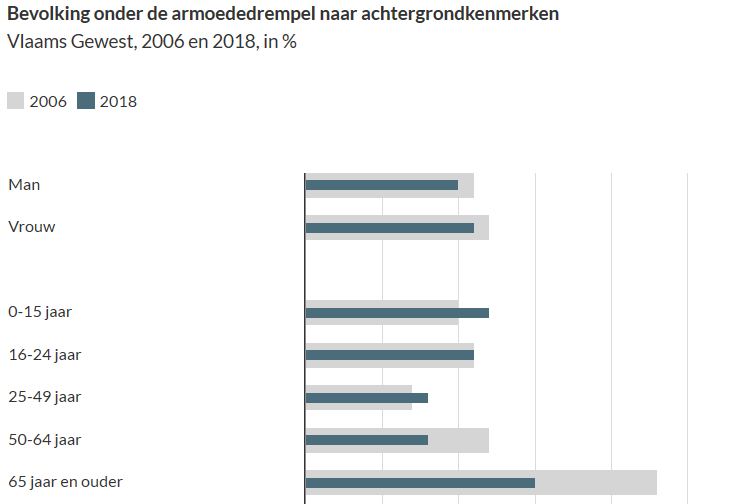 Bevolking onder de armoededrempel naar achtergrondkenmerken
Vlaams Gewest, 2006 en 2018, in %
2006 2018
Man
Vrouw
0-15 jaar
16-24 jaar
25-49 jaar
50-64 jaar
65 jaar en ouder